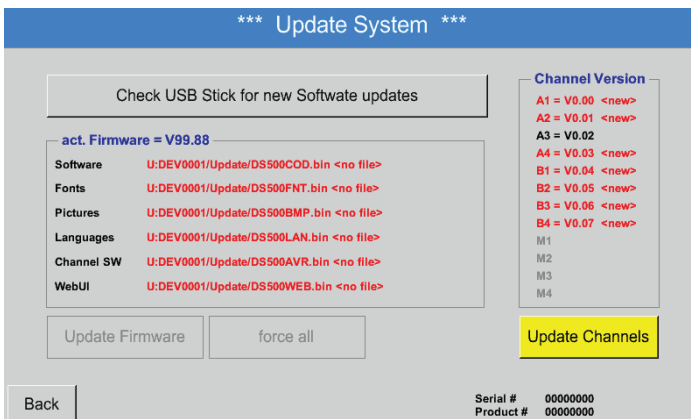 *** Update System ***
Check USB Stick for new Softwate updates
act. Firmware = V99.88
Software U:DEV0001/Update/DS500COD.bin <no file>
Fonts U:DEV0001/Update/DS500FNT.bin <no file>
Pictures U:DEV0001/Update/DS500BMP.bin <no file>
Languages U:DEV0001/Update/DS500LAN.bin <no file>
Channel SW U:DEV0001/Update/DS500AVR.bin <no file>
WebUI U:DEV0001/Update/DS500WEB.bin <no file>
Update Firmware
force all
Channel Version
A1 = V0.00 <new>
A2 = V0.01 <new>
A3 = V0.02
A4 = V0.03 <new>
B1 = V0.04 <new>
B2 = V0.05 <new>
B3 = V0.06 <new>
B4 = V0.07 <new>
M1
M2
M3
M4
Update Channels
Back
Serial # 00000000
Product # 00000000